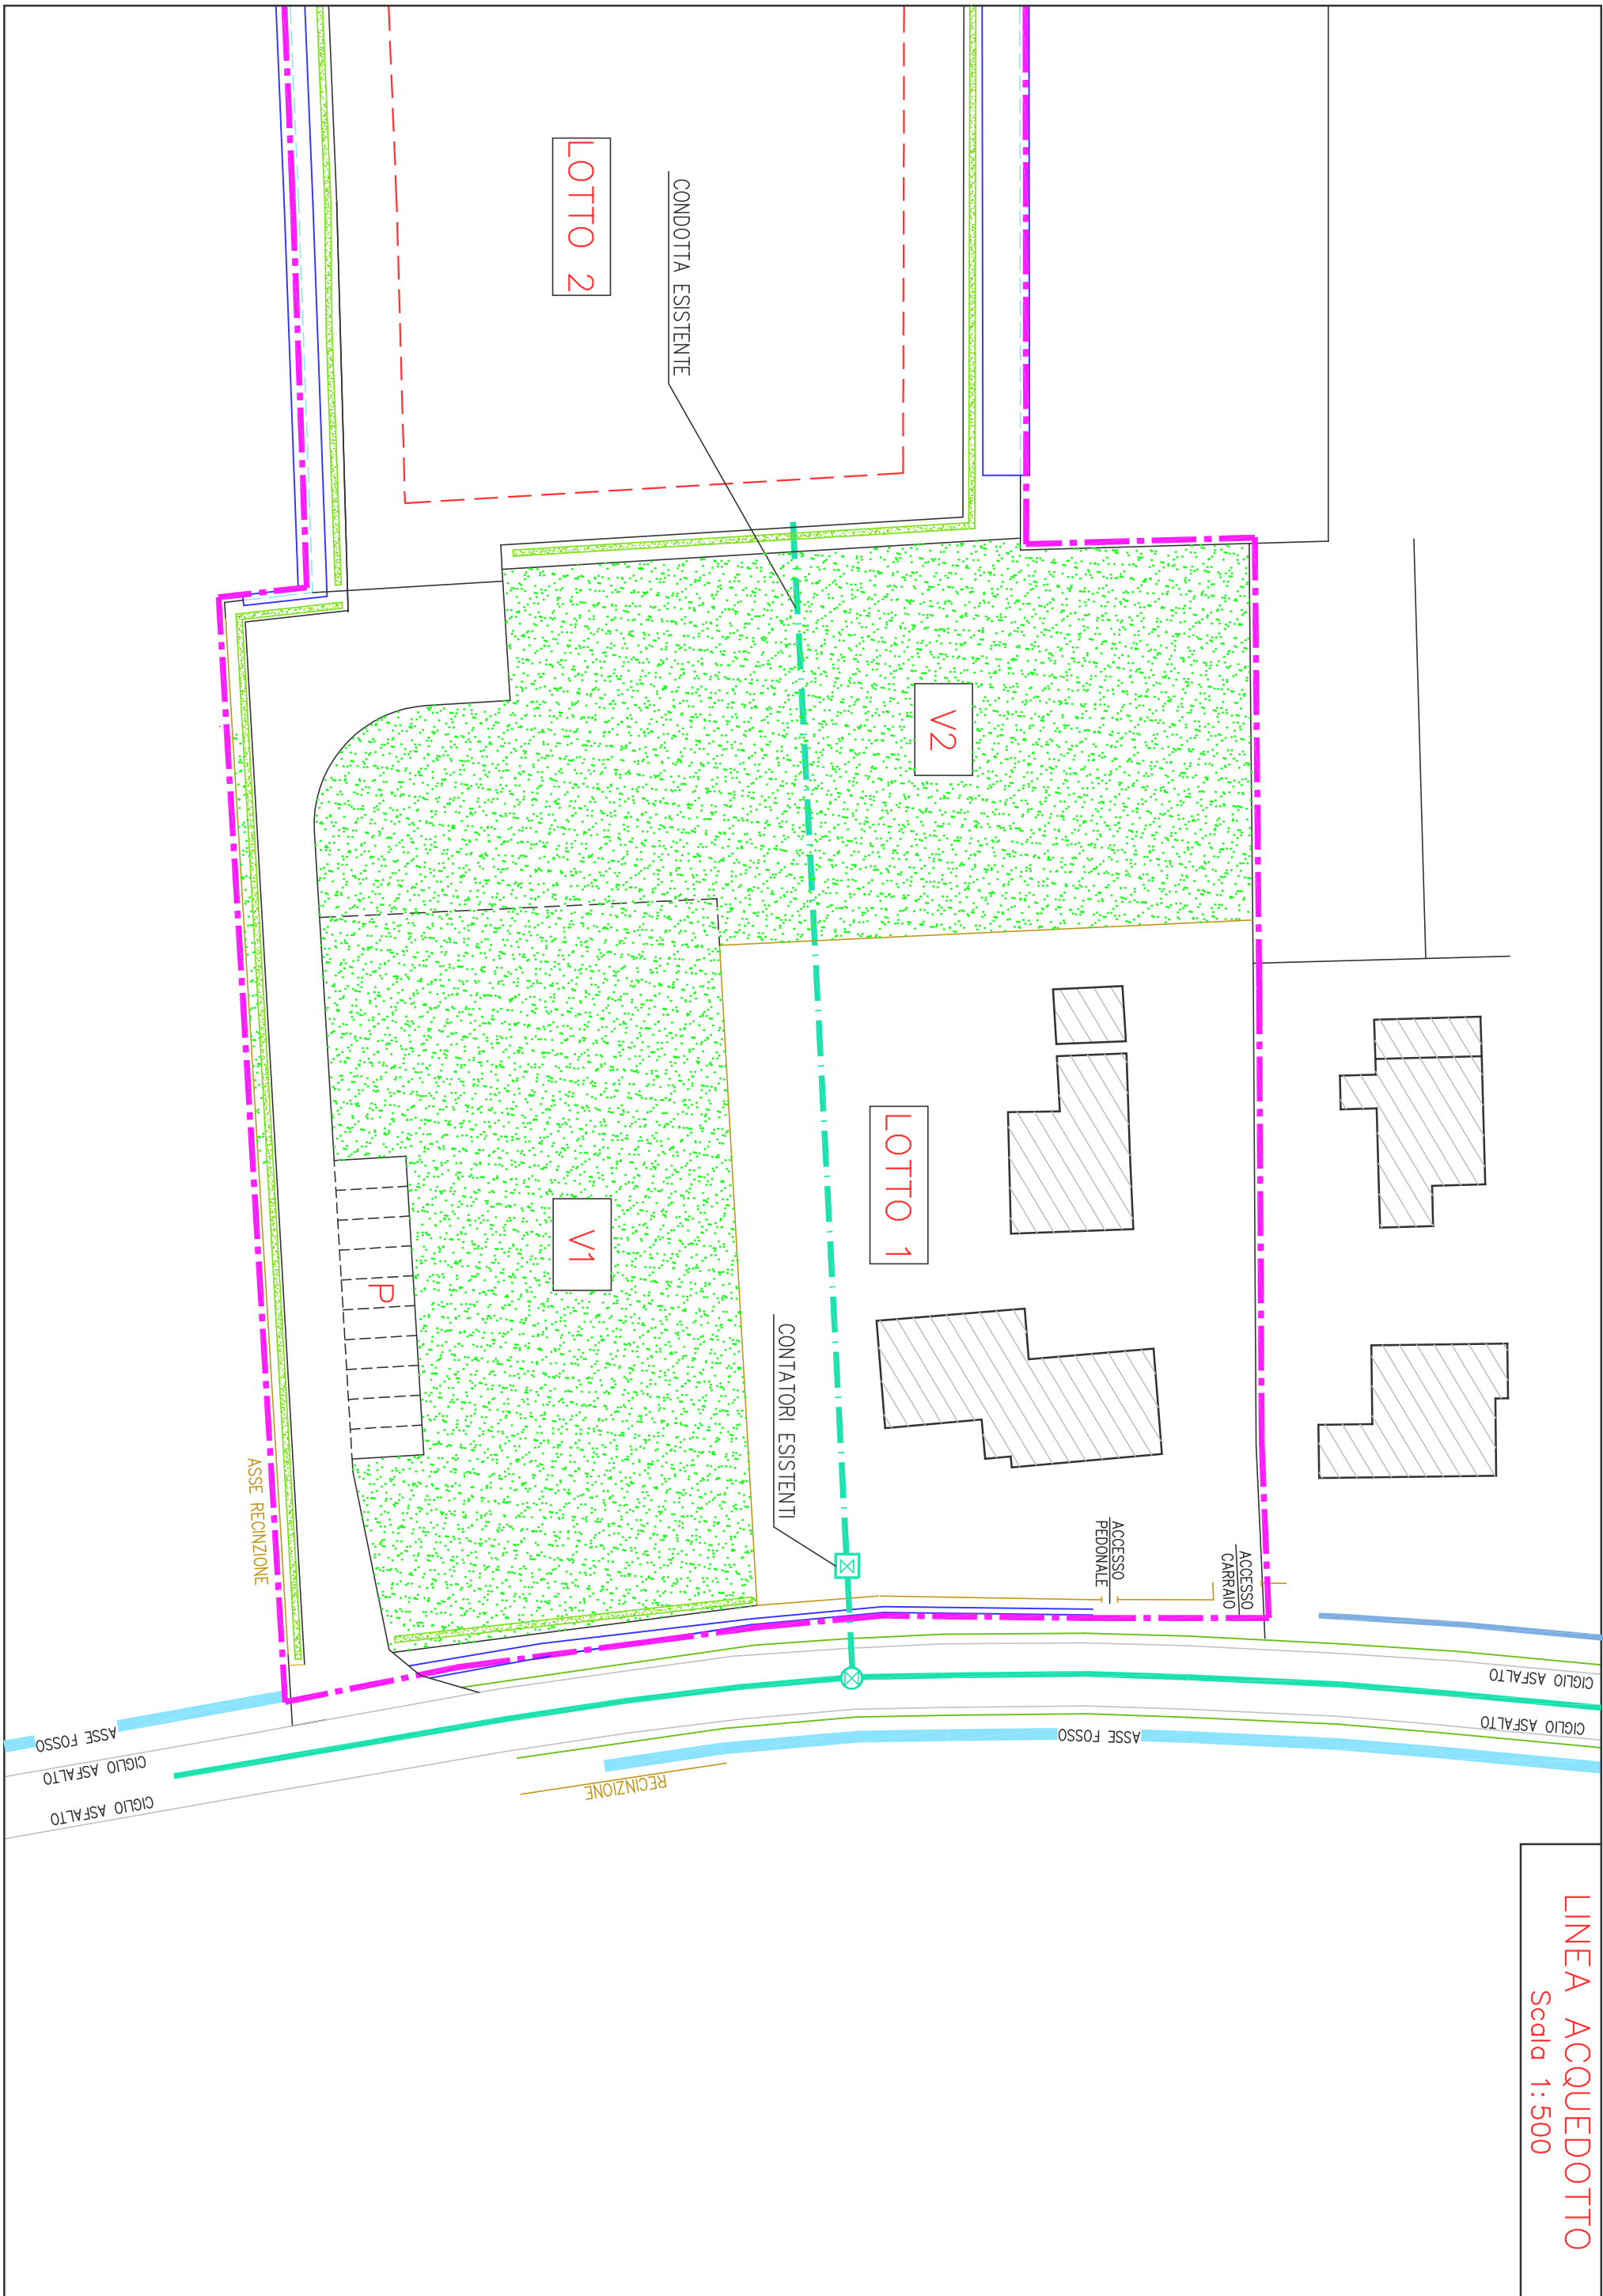 LINEA ACQUEDOTTO
Scala 1:500
LOTTO 2
CONDOTTA ESISTENTE
V2
LOTTO 1
V1
P
CONTATORI ESISTENTI
ACCESSO
PEDONALE
ACCESSO
CARRAIO
ASSE RECINZIONE
CIGLIO ASFALTO
CIGLIO ASFALTO
ASSE FOSSO
ASSE FOSSO
CIGLIO ASFALTO
CIGLIO ASFALTO
RECINZIONE